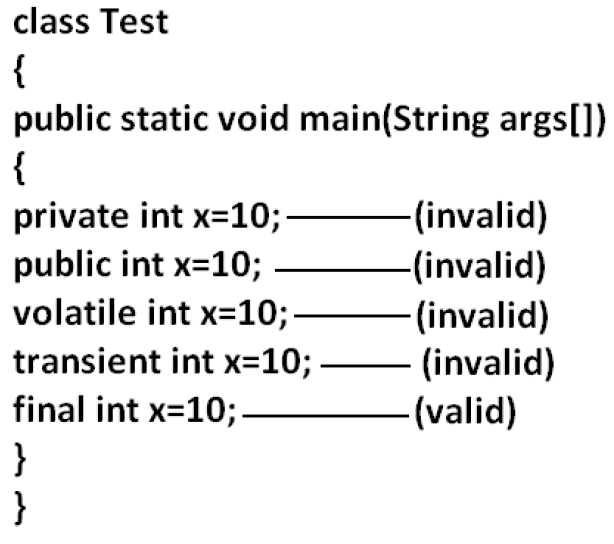 class Test
{
public static void main(String args[])
{
private int x=10;————(invalid)
public int x=10; ————(invalid)
volatile int x=10;————(invalid)
transient int x=10; ——— (invalid)
final int x=10;—————(valid)
}
}